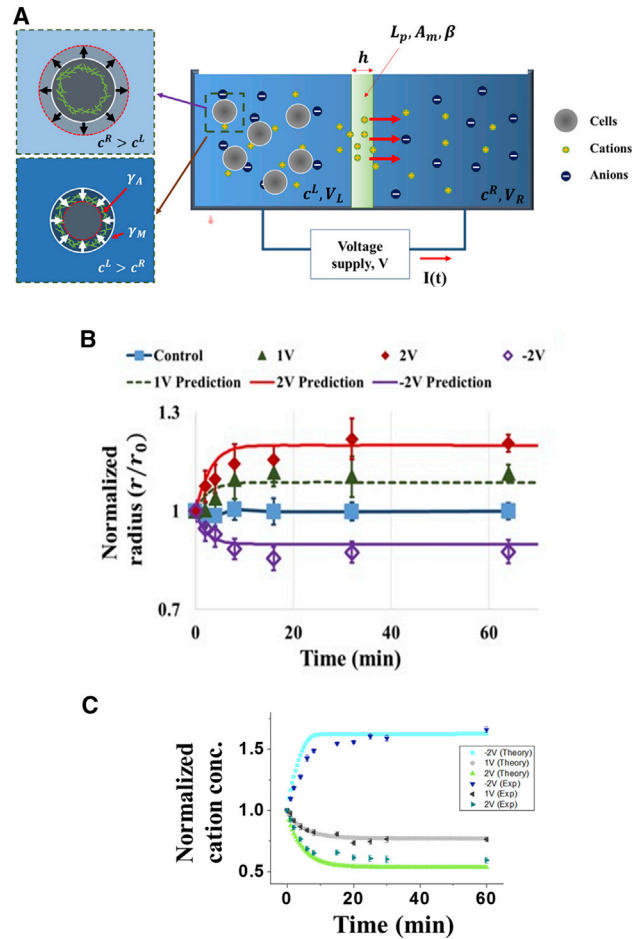 A
L_p, A_m, β
h
c^R > c^L
Cells
γ_A
Cations
γ_M
Anions
c^L, V_L
c^R, V_R
c^L > c^R
Voltage
supply, V
I(t)
B
Control 1V 2V -2V
1V Prediction 2V Prediction -2V Prediction
Normalized
radius (r/r_0)
1.3
1
0.7
0 20 40 60
Time (min)
C
Normalized
cation conc.
1.5
1.0
0.5
-2V (Theory)
1V (Theory)
2V (Theory)
-2V (Exp)
1V (Exp)
2V (Exp)
0 20 40 60
Time (min)